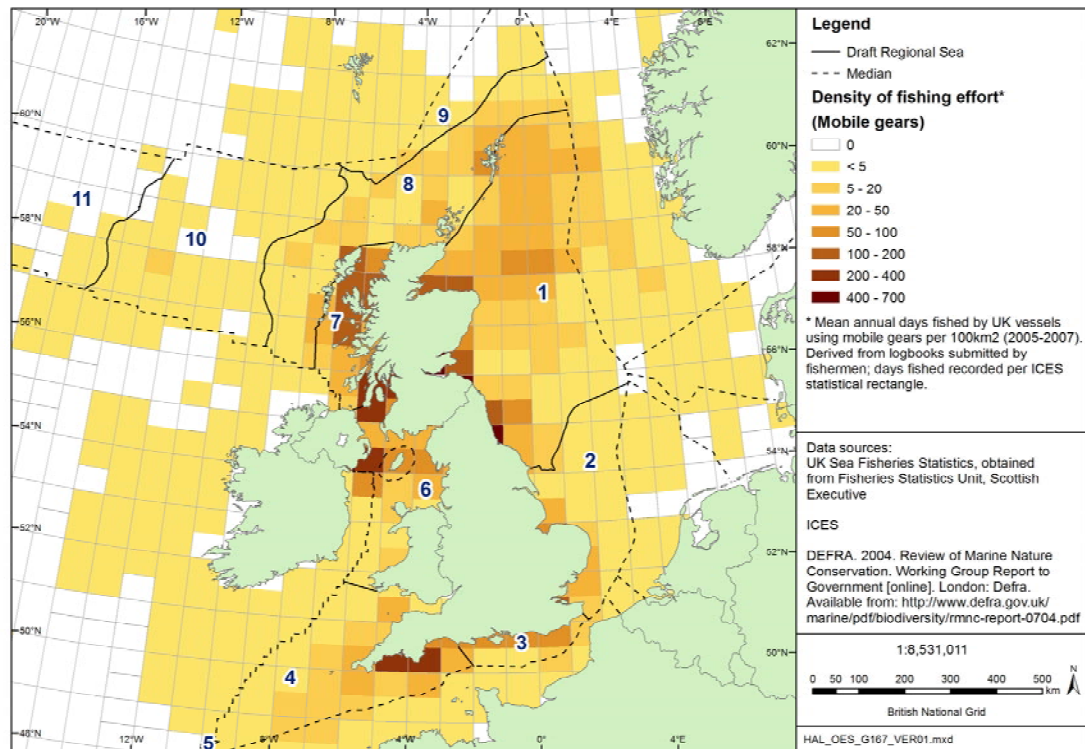 20°W
16°W
12°W
8°W
4°W
0°
4°E
8°E
62°N
60°N
60°N
58°N
58°N
56°N
56°N
54°N
54°N
52°N
52°N
50°N
50°N
48°N
12°W
8°W
4°W
0°
4°E
1
2
3
4
5
6
7
8
9
10
11
Legend
Draft Regional Sea
Median
Density of fishing effort*
(Mobile gears)
0
< 5
5 - 20
20 - 50
50 - 100
100 - 200
200 - 400
400 - 700
* Mean annual days fished by UK vessels
using mobile gears per 100km2 (2005-2007).
Derived from logbooks submitted by
fishermen; days fished recorded per ICES
statistical rectangle.
Data sources:
UK Sea Fisheries Statistics, obtained
from Fisheries Statistics Unit, Scottish
Executive
ICES
DEFRA. 2004. Review of Marine Nature
Conservation. Working Group Report to
Government [online]. London: Defra.
Available from: http://www.defra.gov.uk/
marine/pdf/biodiversity/rmnc-report-0704.pdf
1:8,531,011
0 50 100 200 300 400 500
km
N
British National Grid
HAL_OES_G167_VER01.mxd